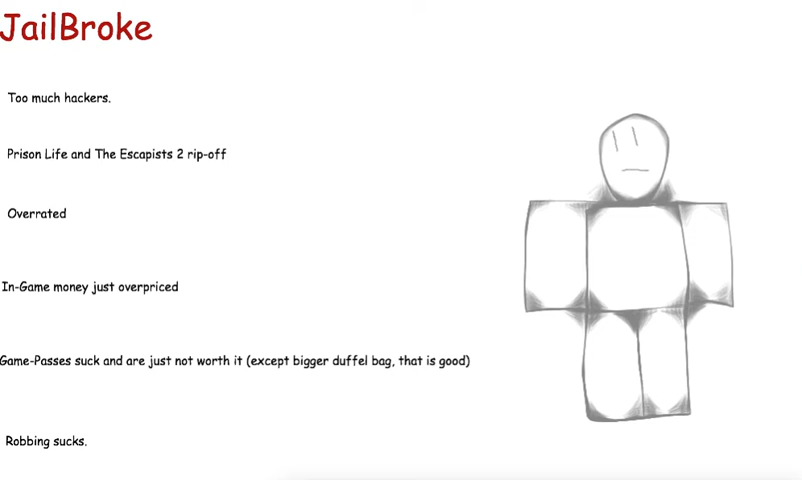 JailBroke
Too much hackers.
Prison Life and The Escapists 2 rip-off
Overrated
In-Game money just overpriced
Game-Passes suck and are just not worth it (except bigger duffel bag, that is good)
Robbing sucks.